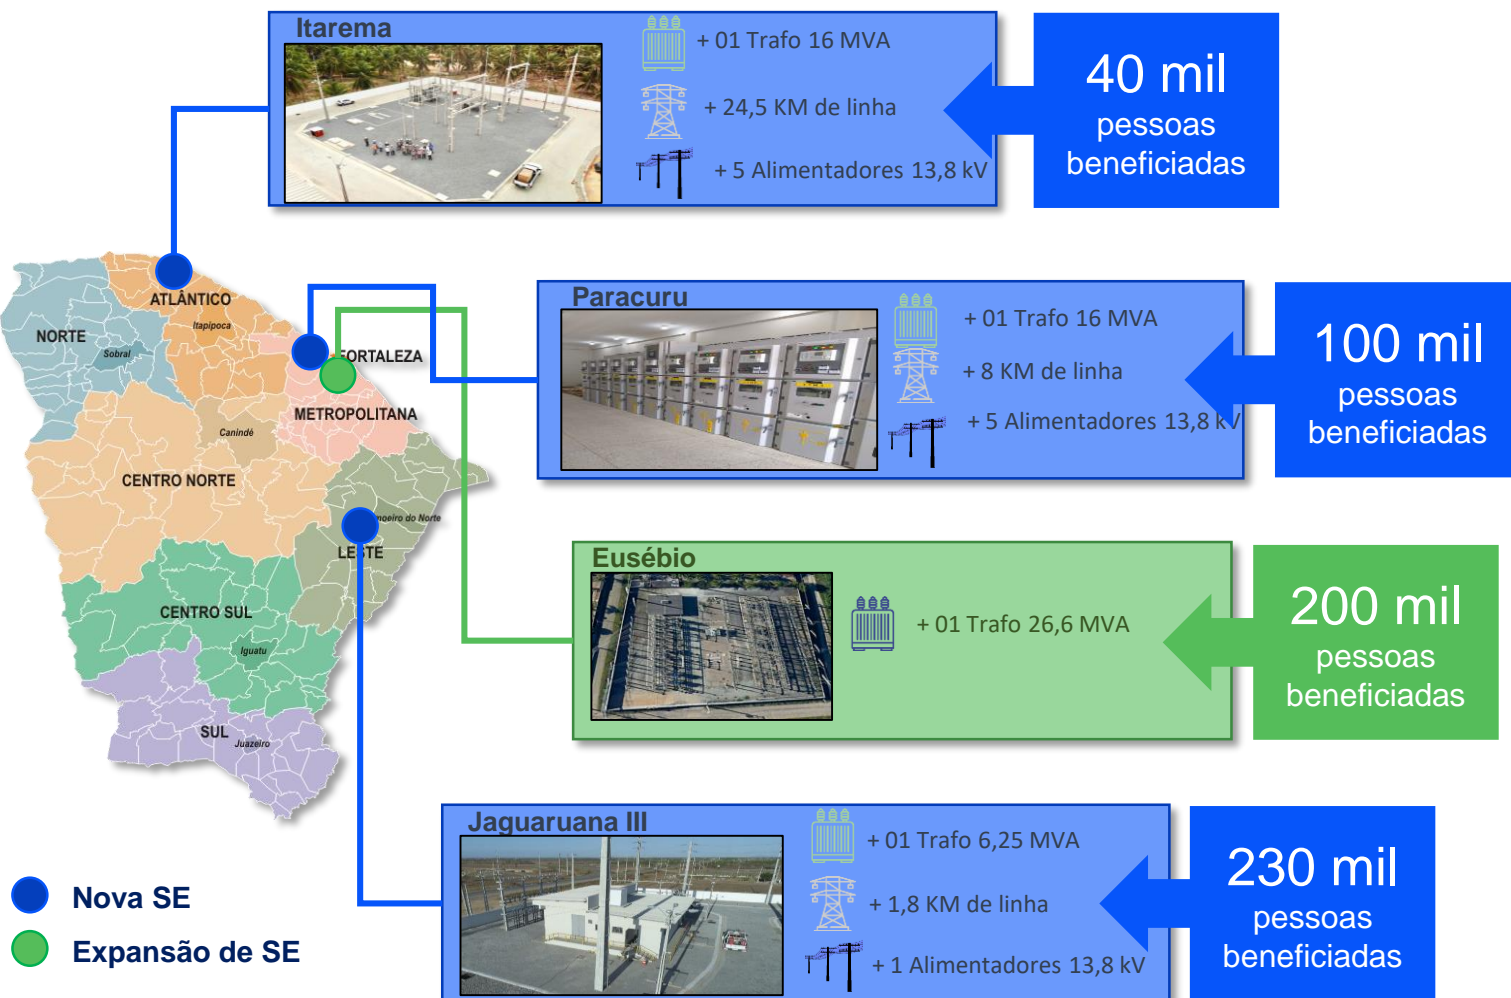 Itarema
+ 01 Trafo 16 MVA
+ 24,5 KM de linha
+ 5 Alimentadores 13,8 kV
40 mil
pessoas
beneficiadas
ATLÂNTICO
Itapipoca
NORTE
Sobral
FORTALEZA
METROPOLITANA
Canindé
CENTRO NORTE
moeiro do Norte
LESTE
CENTRO SUL
Iguatu
SUL
Juazeiro
Paracuru
+ 01 Trafo 16 MVA
+ 8 KM de linha
+ 5 Alimentadores 13,8 kV
100 mil
pessoas
beneficiadas
Eusébio
+ 01 Trafo 26,6 MVA
200 mil
pessoas
beneficiadas
Jaguaruana III
+ 01 Trafo 6,25 MVA
+ 1,8 KM de linha
+ 1 Alimentadores 13,8 kV
230 mil
pessoas
beneficiadas
Nova SE
Expansão de SE